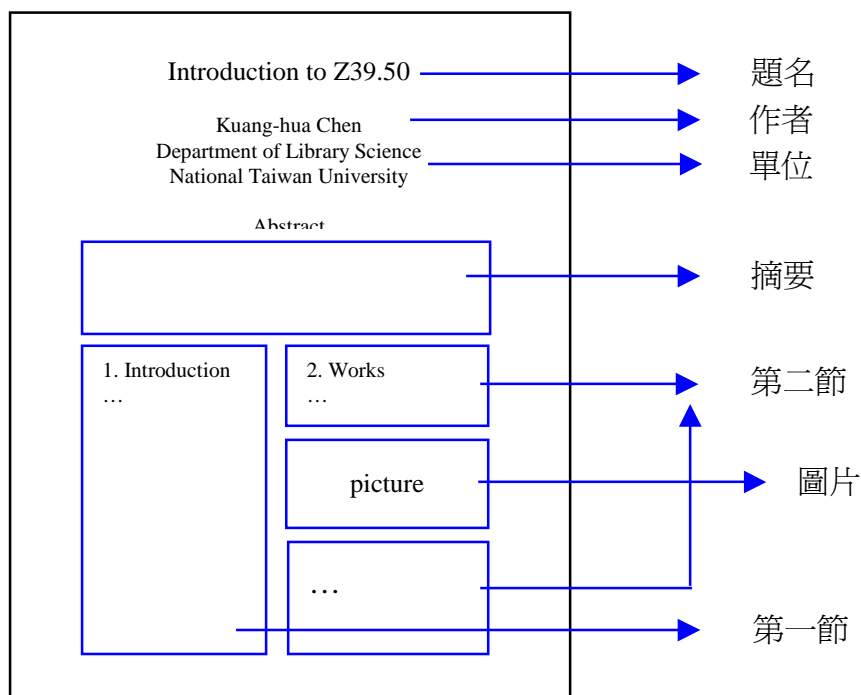 Introduction to Z39.50
題名
Kuang-hua Chen
作者
Department of Library Science
National Taiwan University
單位
Abstract
摘要
1. Introduction
…
2. Works
…
第二節
picture
圖片
…
第一節